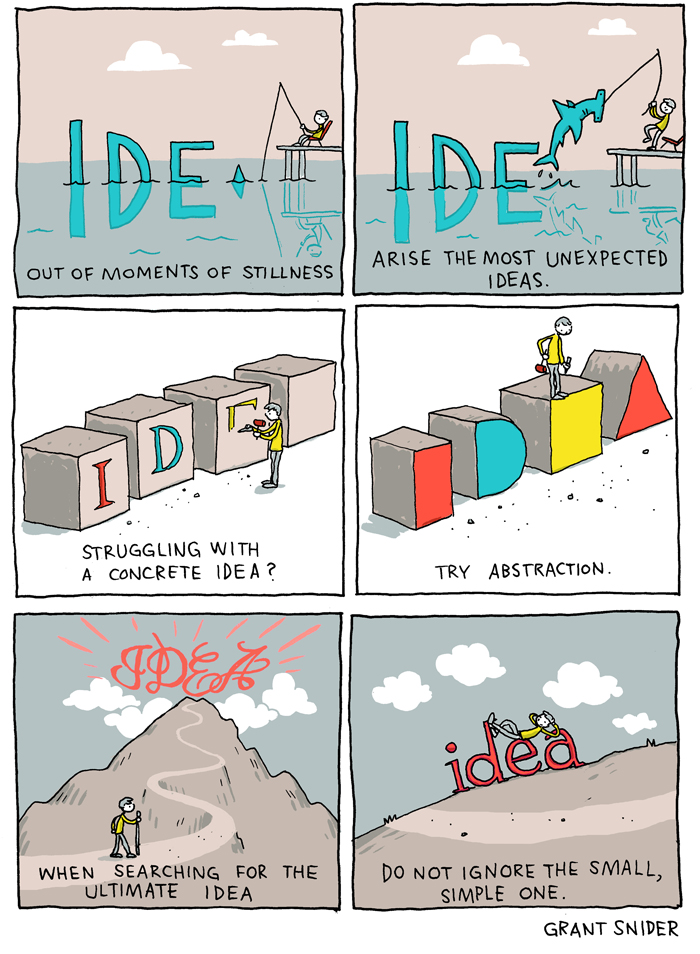 IDE
OUT OF MOMENTS OF STILLNESS
IDE
ARISE THE MOST UNEXPECTED
IDEAS.
IDE
STRUGGLING WITH
A CONCRETE IDEA?
TRY ABSTRACTION.
IDEA
WHEN SEARCHING FOR THE
ULTIMATE IDEA
idea
DO NOT IGNORE THE SMALL,
SIMPLE ONE.
GRANT SNIDER